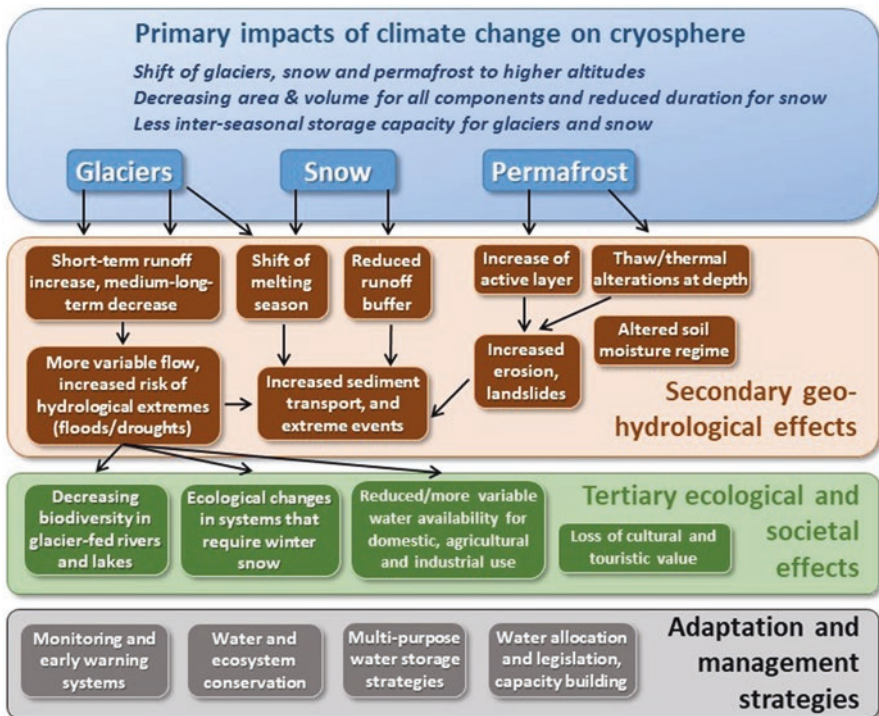 Primary impacts of climate change on cryosphere
Shift of glaciers, snow and permafrost to higher altitudes
Decreasing area & volume for all components and reduced duration for snow
Less inter-seasonal storage capacity for glaciers and snow
Glaciers
Snow
Permafrost
Short-term runoff
increase, medium-long-
term decrease
Shift of
melting
season
Reduced
runoff
buffer
Increase of
active layer
Thaw/thermal
alterations at depth
Altered soil
moisture regime
More variable flow,
increased risk of
hydrological extremes
(floods/droughts)
Increased sediment
transport, and
extreme events
Increased
erosion,
landslides
Secondary geo-
hydrological effects
Decreasing
biodiversity in
glacier-fed rivers
and lakes
Ecological changes
in systems that
require winter
snow
Reduced/more variable
water availability for
domestic, agricultural
and industrial use
Loss of cultural and
touristic value
Tertiary ecological and
societal
effects
Monitoring and
early warning
systems
Water and
ecosystem
conservation
Multi-purpose
water storage
strategies
Water allocation
and legislation,
capacity building
Adaptation and
management
strategies